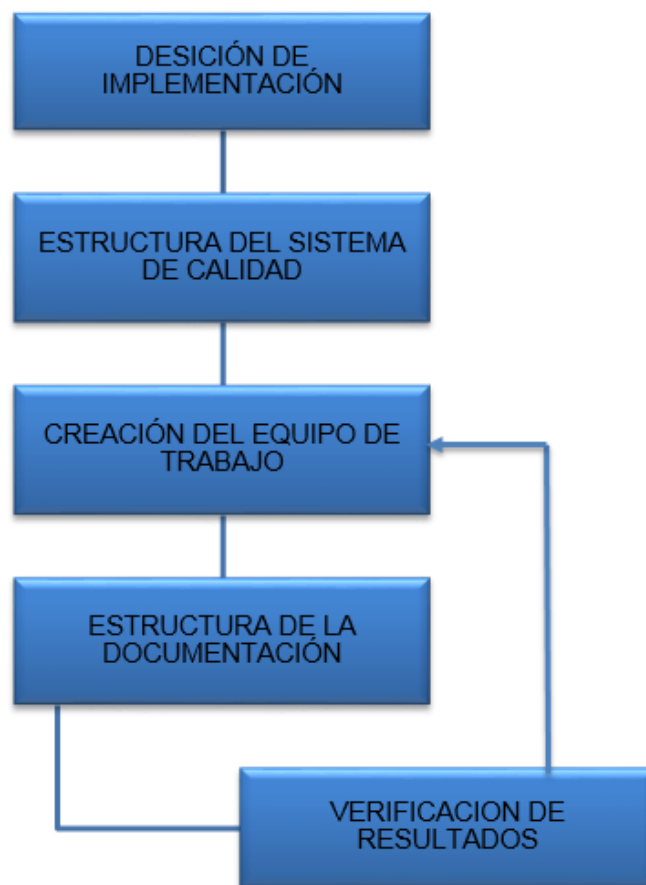 DESICIÓN DE
IMPLEMENTACIÓN
ESTRUCTURA DEL SISTEMA
DE CALIDAD
CREACIÓN DEL EQUIPO DE
TRABAJO
ESTRUCTURA DE LA
DOCUMENTACIÓN
VERIFICACION DE
RESULTADOS